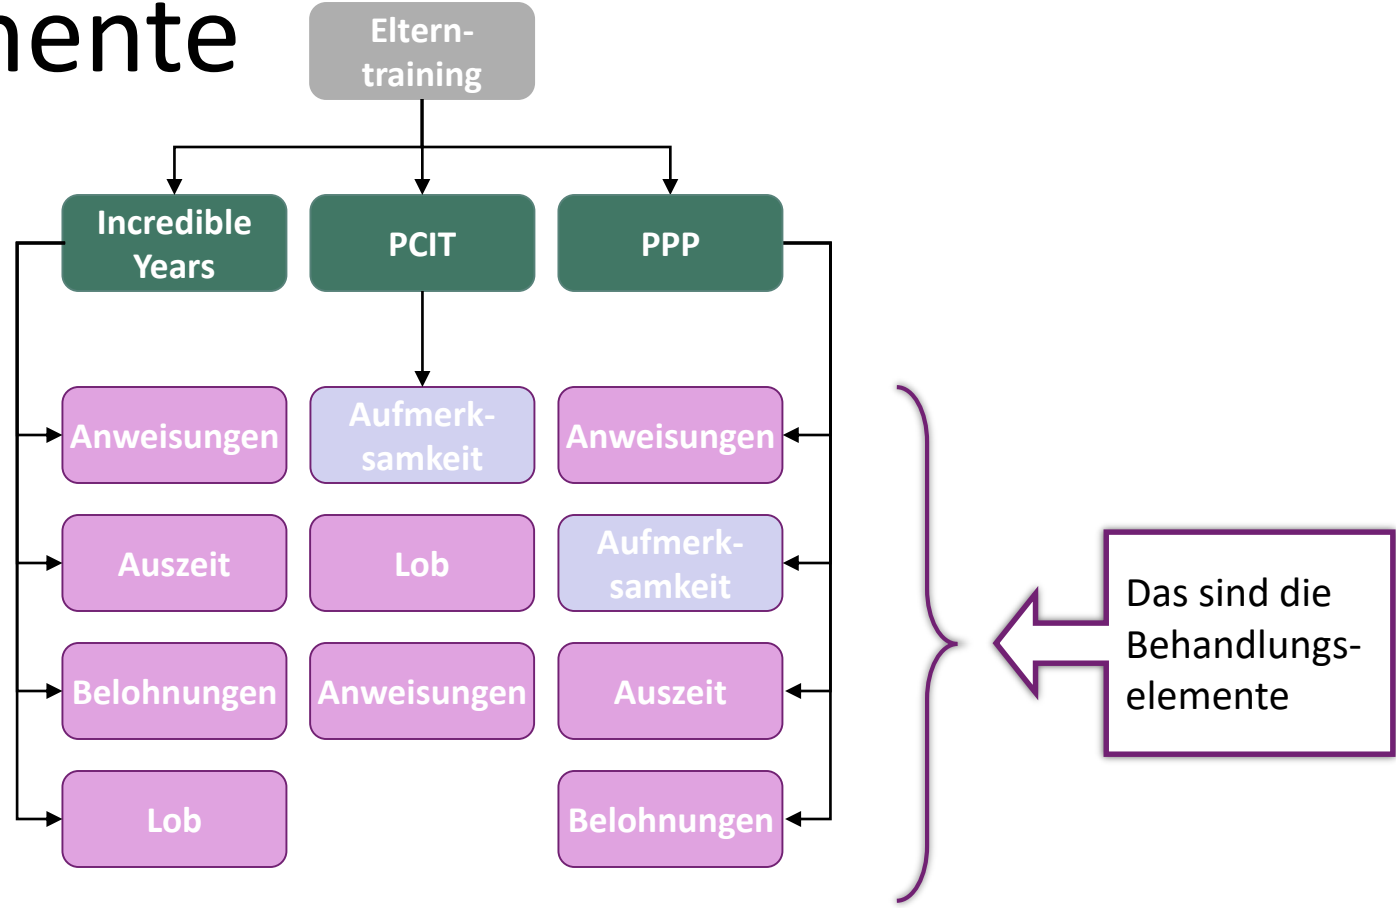 nente
Eltern-
training
Incredible
Years
PCIT
PPP
Anweisungen
Aufmerk-
samkeit
Anweisungen
Auszeit
Lob
Aufmerk-
samkeit
Belohnungen
Anweisungen
Auszeit
Lob
Belohnungen
Das sind die
Behandlungs-
elemente